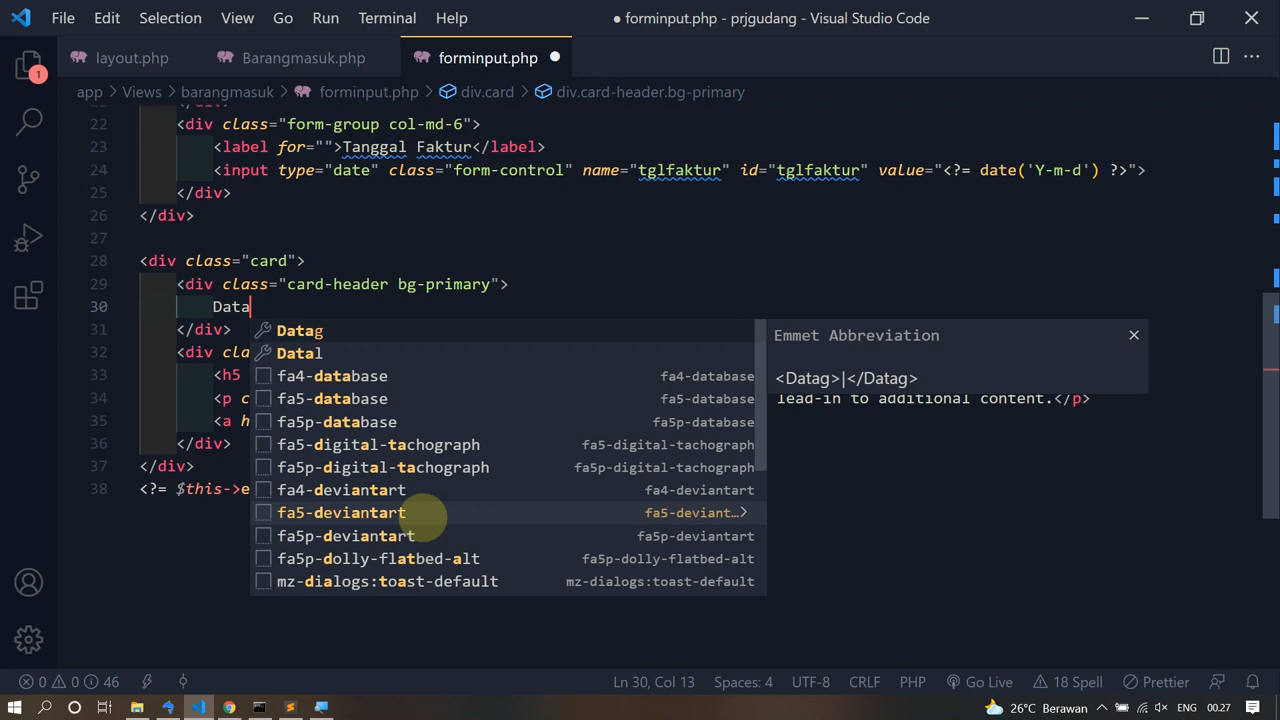 File Edit Selection View Go Run Terminal Help ● forminput.php - prjgudang - Visual Studio Code
layout.php Barangmasuk.php forminput.php
1
app > Views > barangmasuk > forminput.php > div.card > div.card-header.bg-primary
22 <div class="form-group col-md-6">
23 <label for="">Tanggal Faktur</label>
24 <input type="date" class="form-control" name="tglfaktur" id="tglfaktur" value="<?= date('Y-m-d') ?>">
25 </div>
26 </div>
27
28 <div class="card">
29 <div class="card-header bg-primary">
30 Data
31 </div>
32 <div cla
33 <h5
34 <p c
35 <a h
36 </div>
37 </div>
38 <?= $this->e
Datag
Datal
fa4-database fa4-database
fa5-database fa5-database
fa5p-database fa5p-database
fa5-digital-tachograph fa5-digital-tachograph
fa5p-digital-tachograph fa5p-digital-tachograph
fa4-deviantart fa4-deviantart
fa5-deviantart fa5-deviant…>
fa5p-deviantart fa5p-deviantart
fa5p-dolly-flatbed-alt fa5p-dolly-flatbed-alt
mz-dialogs:toast-default mz-dialogs:toast-default
Emmet Abbreviation
<Datag>|</Datag>
lead-in to additional content.</p>
0 0 46 Ln 30, Col 13 Spaces: 4 UTF-8 CRLF PHP Go Live 18 Spell Prettier
26°C Berawan ENG 00.27